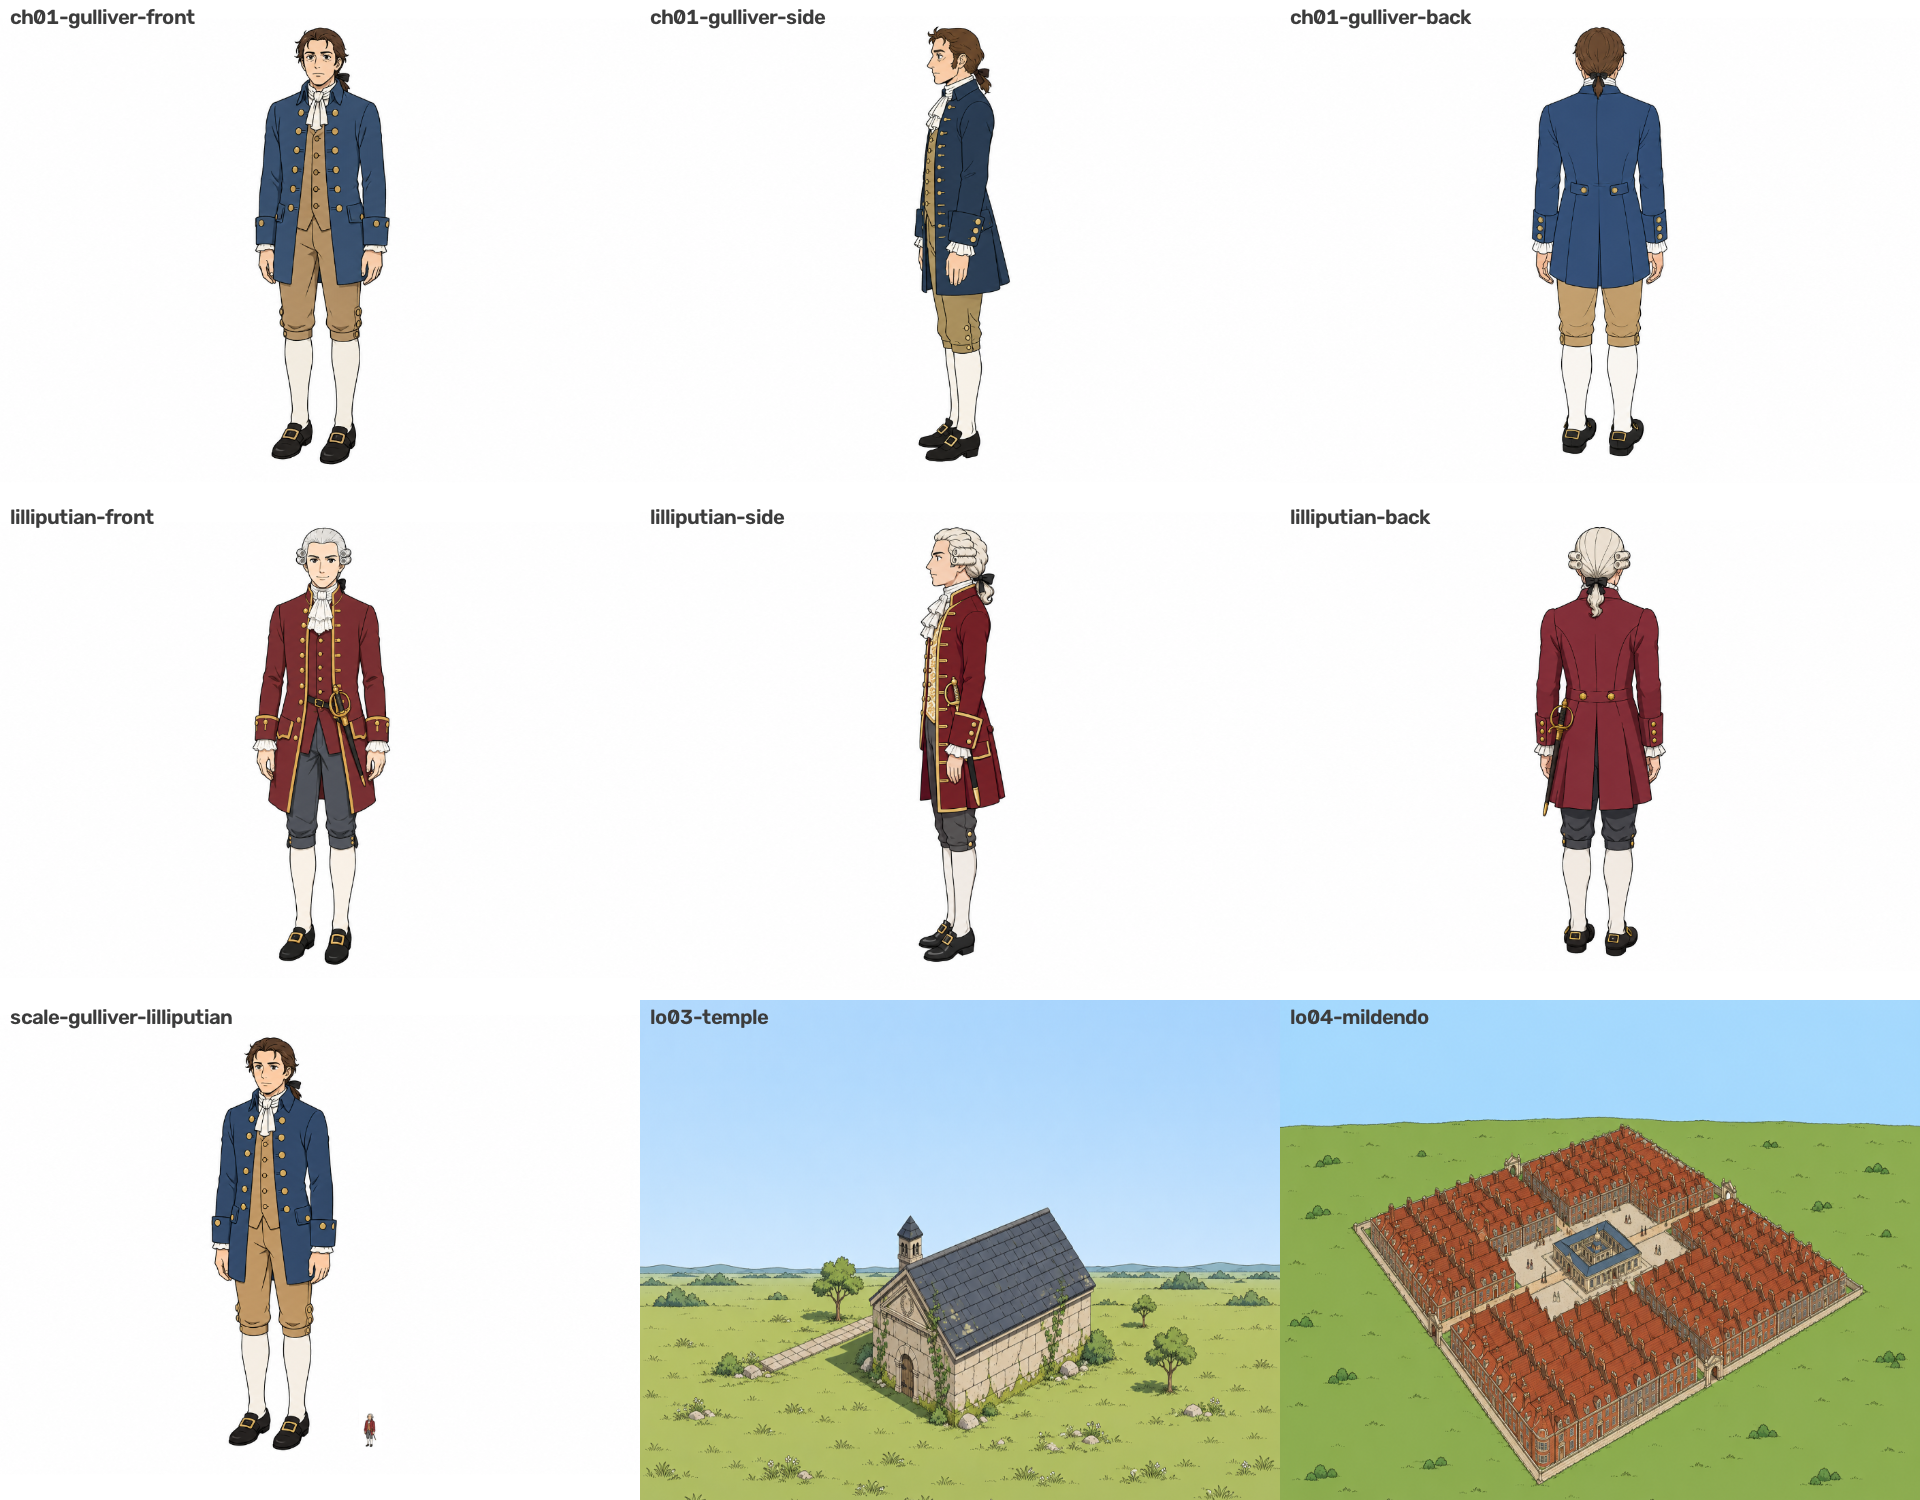 ch01-gulliver-front
ch01-gulliver-side
ch01-gulliver-back
lilliputian-front
lilliputian-side
lilliputian-back
scale-gulliver-lilliputian
lo03-temple
lo04-mildendo